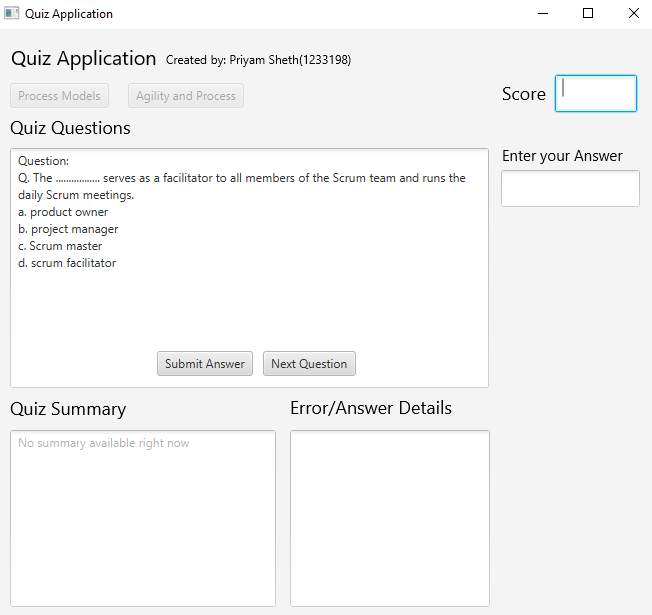 Quiz Application
Quiz Application Created by: Priyam Sheth(1233198)
Process Models Agility and Process
Score
Quiz Questions
Enter your Answer
Question:
Q. The ................. serves as a facilitator to all members of the Scrum team and runs the
daily Scrum meetings.
a. product owner
b. project manager
c. Scrum master
d. scrum facilitator
Submit Answer Next Question
Quiz Summary
Error/Answer Details
No summary available right now